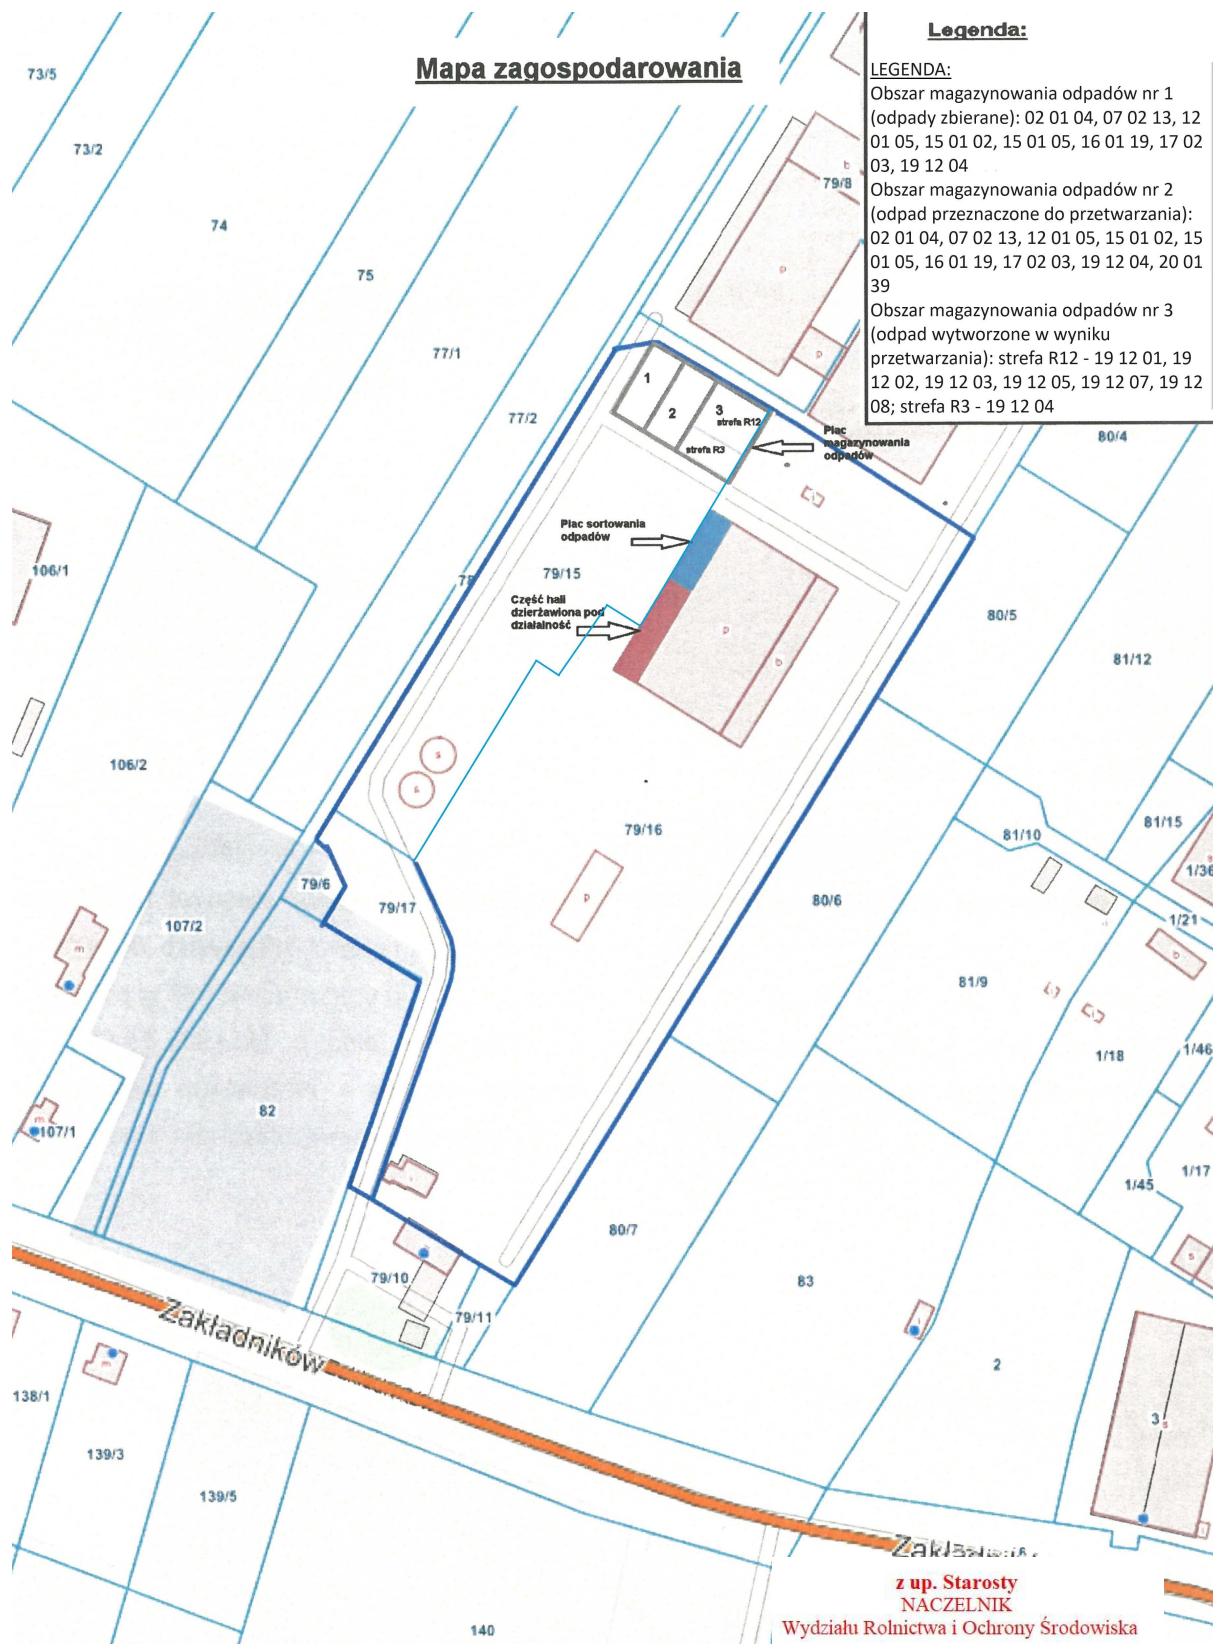 Mapa zagospodarowania
Legenda:
LEGENDA:
Obszar magazynowania odpadów nr 1
(odpady zbierane): 02 01 04, 07 02 13, 12
01 05, 15 01 02, 15 01 05, 16 01 19, 17 02
03, 19 12 04
Obszar magazynowania odpadów nr 2
(odpad przeznaczone do przetwarzania):
02 01 04, 07 02 13, 12 01 05, 15 01 02, 15
01 05, 16 01 19, 17 02 03, 19 12 04, 20 01
39
Obszar magazynowania odpadów nr 3
(odpad wytworzone w wyniku
przetwarzania): strefa R12 - 19 12 01, 19
12 02, 19 12 03, 19 12 05, 19 12 07, 19 12
08; strefa R3 - 19 12 04
73/5
73/2
74
75
77/1
77/2
79/8
b
p
p
1
2
3
strefa R12
strefa R3
Plac
magazynowania
odpadów
80/4
Plac sortowania
odpadów
79/15
78
106/1
Część hali
dzierżawiona pod
działalność
p
b
80/5
81/12
106/2
s
79/16
81/10
81/15
1/36
79/6
79/17
p
80/6
107/2
m
1/21
b
81/9
1/18
1/46
82
m
107/1
1/45
1/17
80/7
79/10
79/11
83
s
2
Zakładników
m
138/1
139/3
139/5
3
s
6
140
z up. Starosty
NACZELNIK
Wydziału Rolnictwa i Ochrony Środowiska